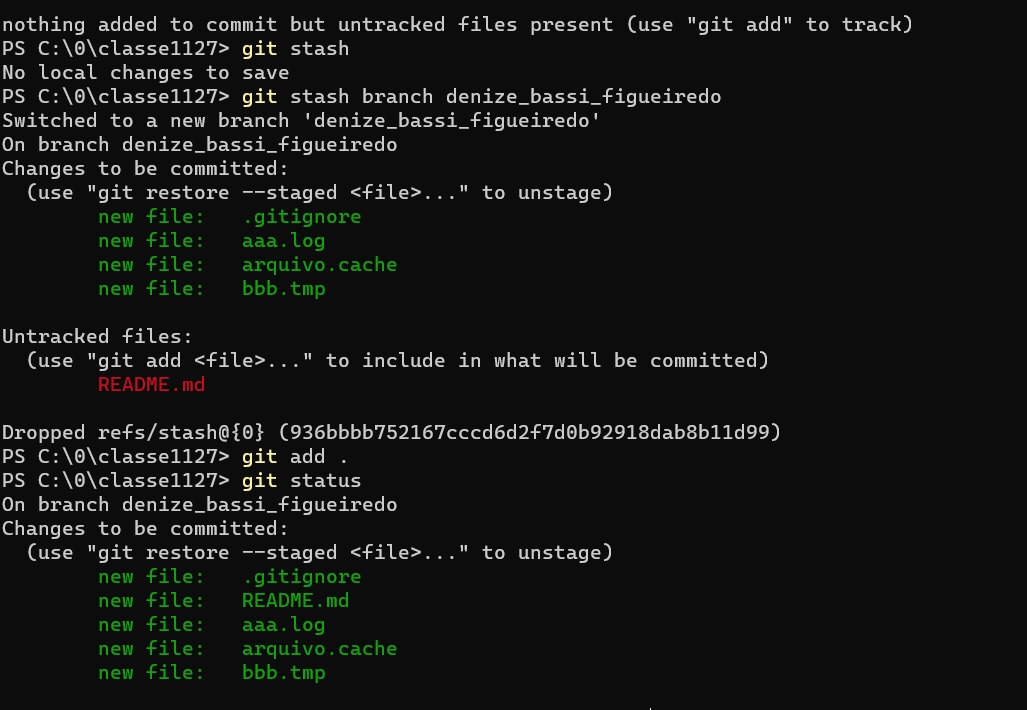 nothing added to commit but untracked files present (use "git add" to track)
PS C:\0\classe1127> git stash
No local changes to save
PS C:\0\classe1127> git stash branch denize_bassi_figueiredo
Switched to a new branch 'denize_bassi_figueiredo'
On branch denize_bassi_figueiredo
Changes to be committed:
  (use "git restore --staged <file>..." to unstage)
        new file:   .gitignore
        new file:   aaa.log
        new file:   arquivo.cache
        new file:   bbb.tmp

Untracked files:
  (use "git add <file>..." to include in what will be committed)
        README.md

Dropped refs/stash@{0} (936bbbb752167cccd6d2f7d0b92918dab8b11d99)
PS C:\0\classe1127> git add .
PS C:\0\classe1127> git status
On branch denize_bassi_figueiredo
Changes to be committed:
  (use "git restore --staged <file>..." to unstage)
        new file:   .gitignore
        new file:   README.md
        new file:   aaa.log
        new file:   arquivo.cache
        new file:   bbb.tmp